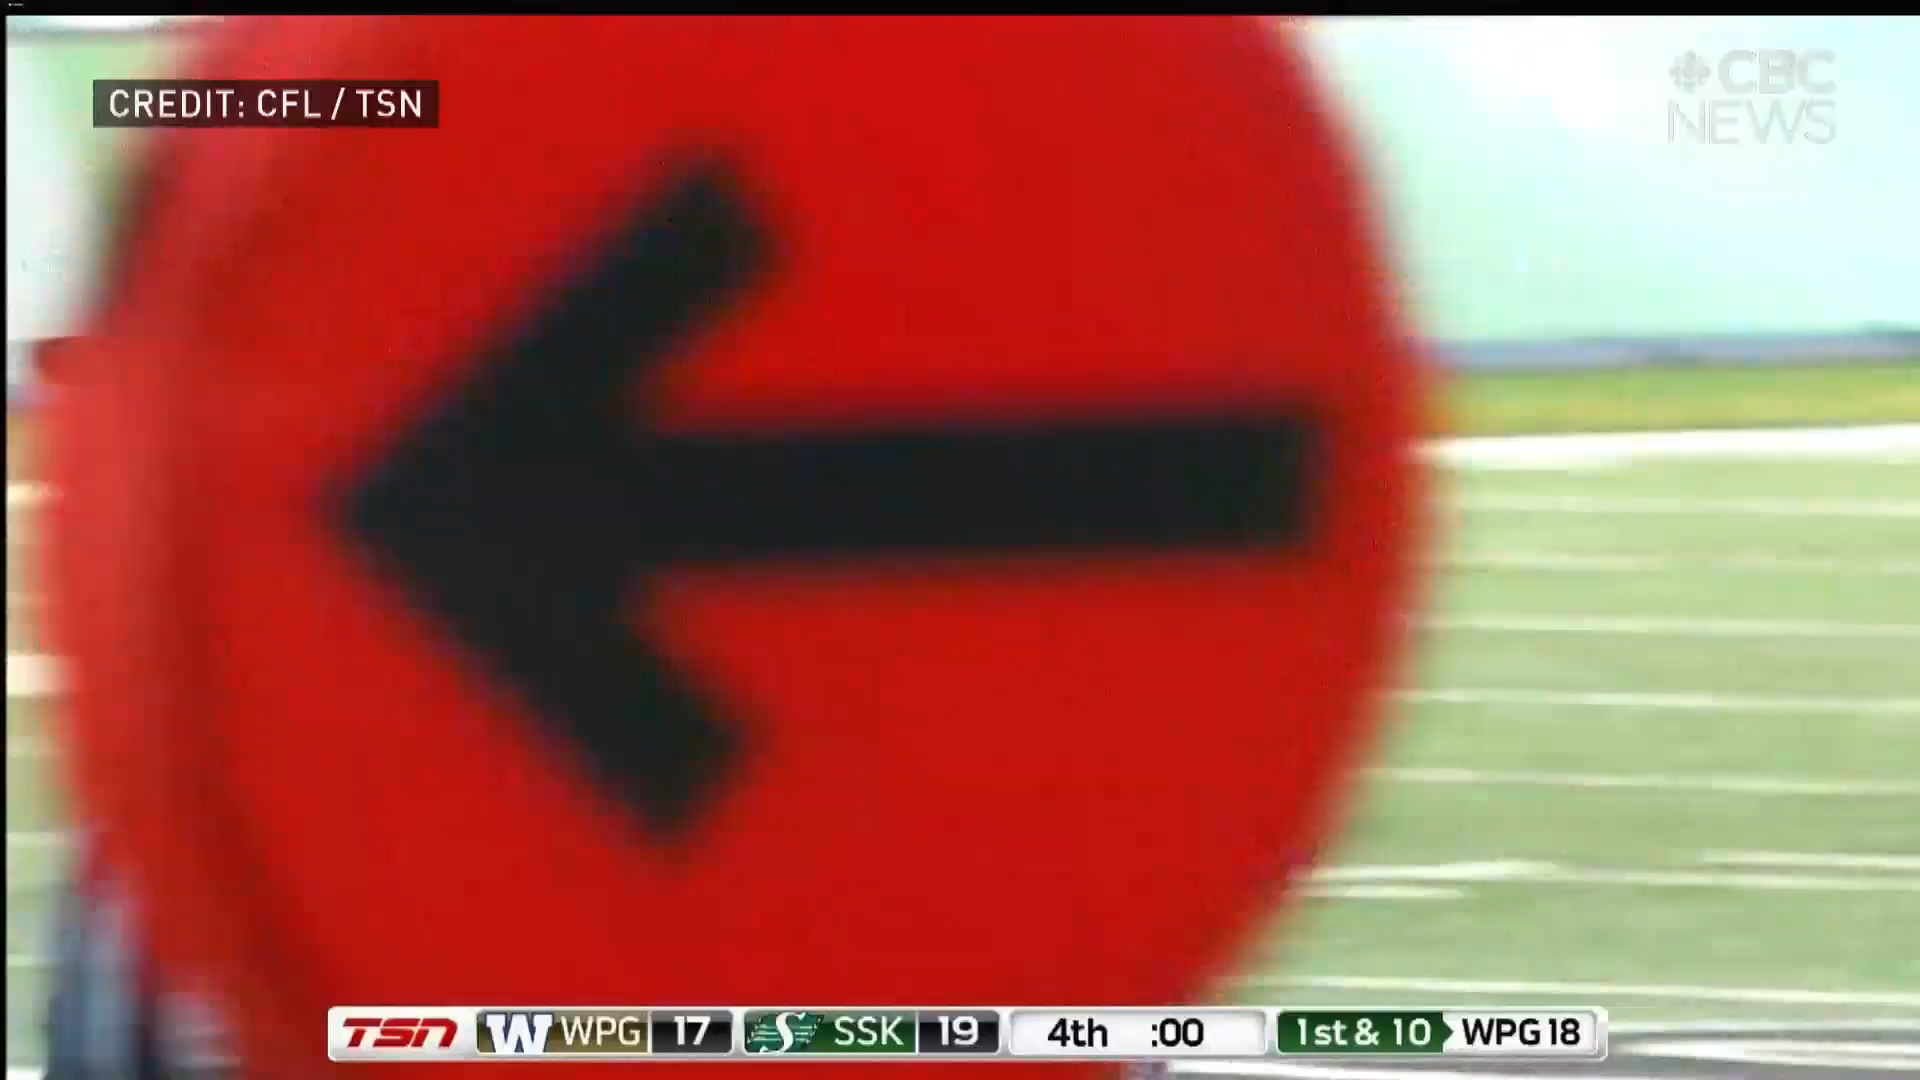 CREDIT: CFL / TSN
CBC
NEWS
TSN W WPG 17 S SSK 19 4th :00 1st & 10 WPG 18